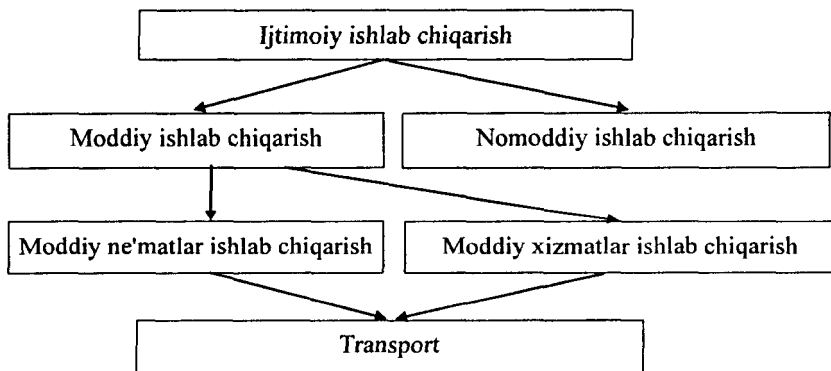 Ijtimoiy ishlab chiqarish
Moddiy ishlab chiqarish
Nomoddiy ishlab chiqarish
Moddiy ne'matlar ishlab chiqarish
Moddiy xizmatlar ishlab chiqarish
Transport